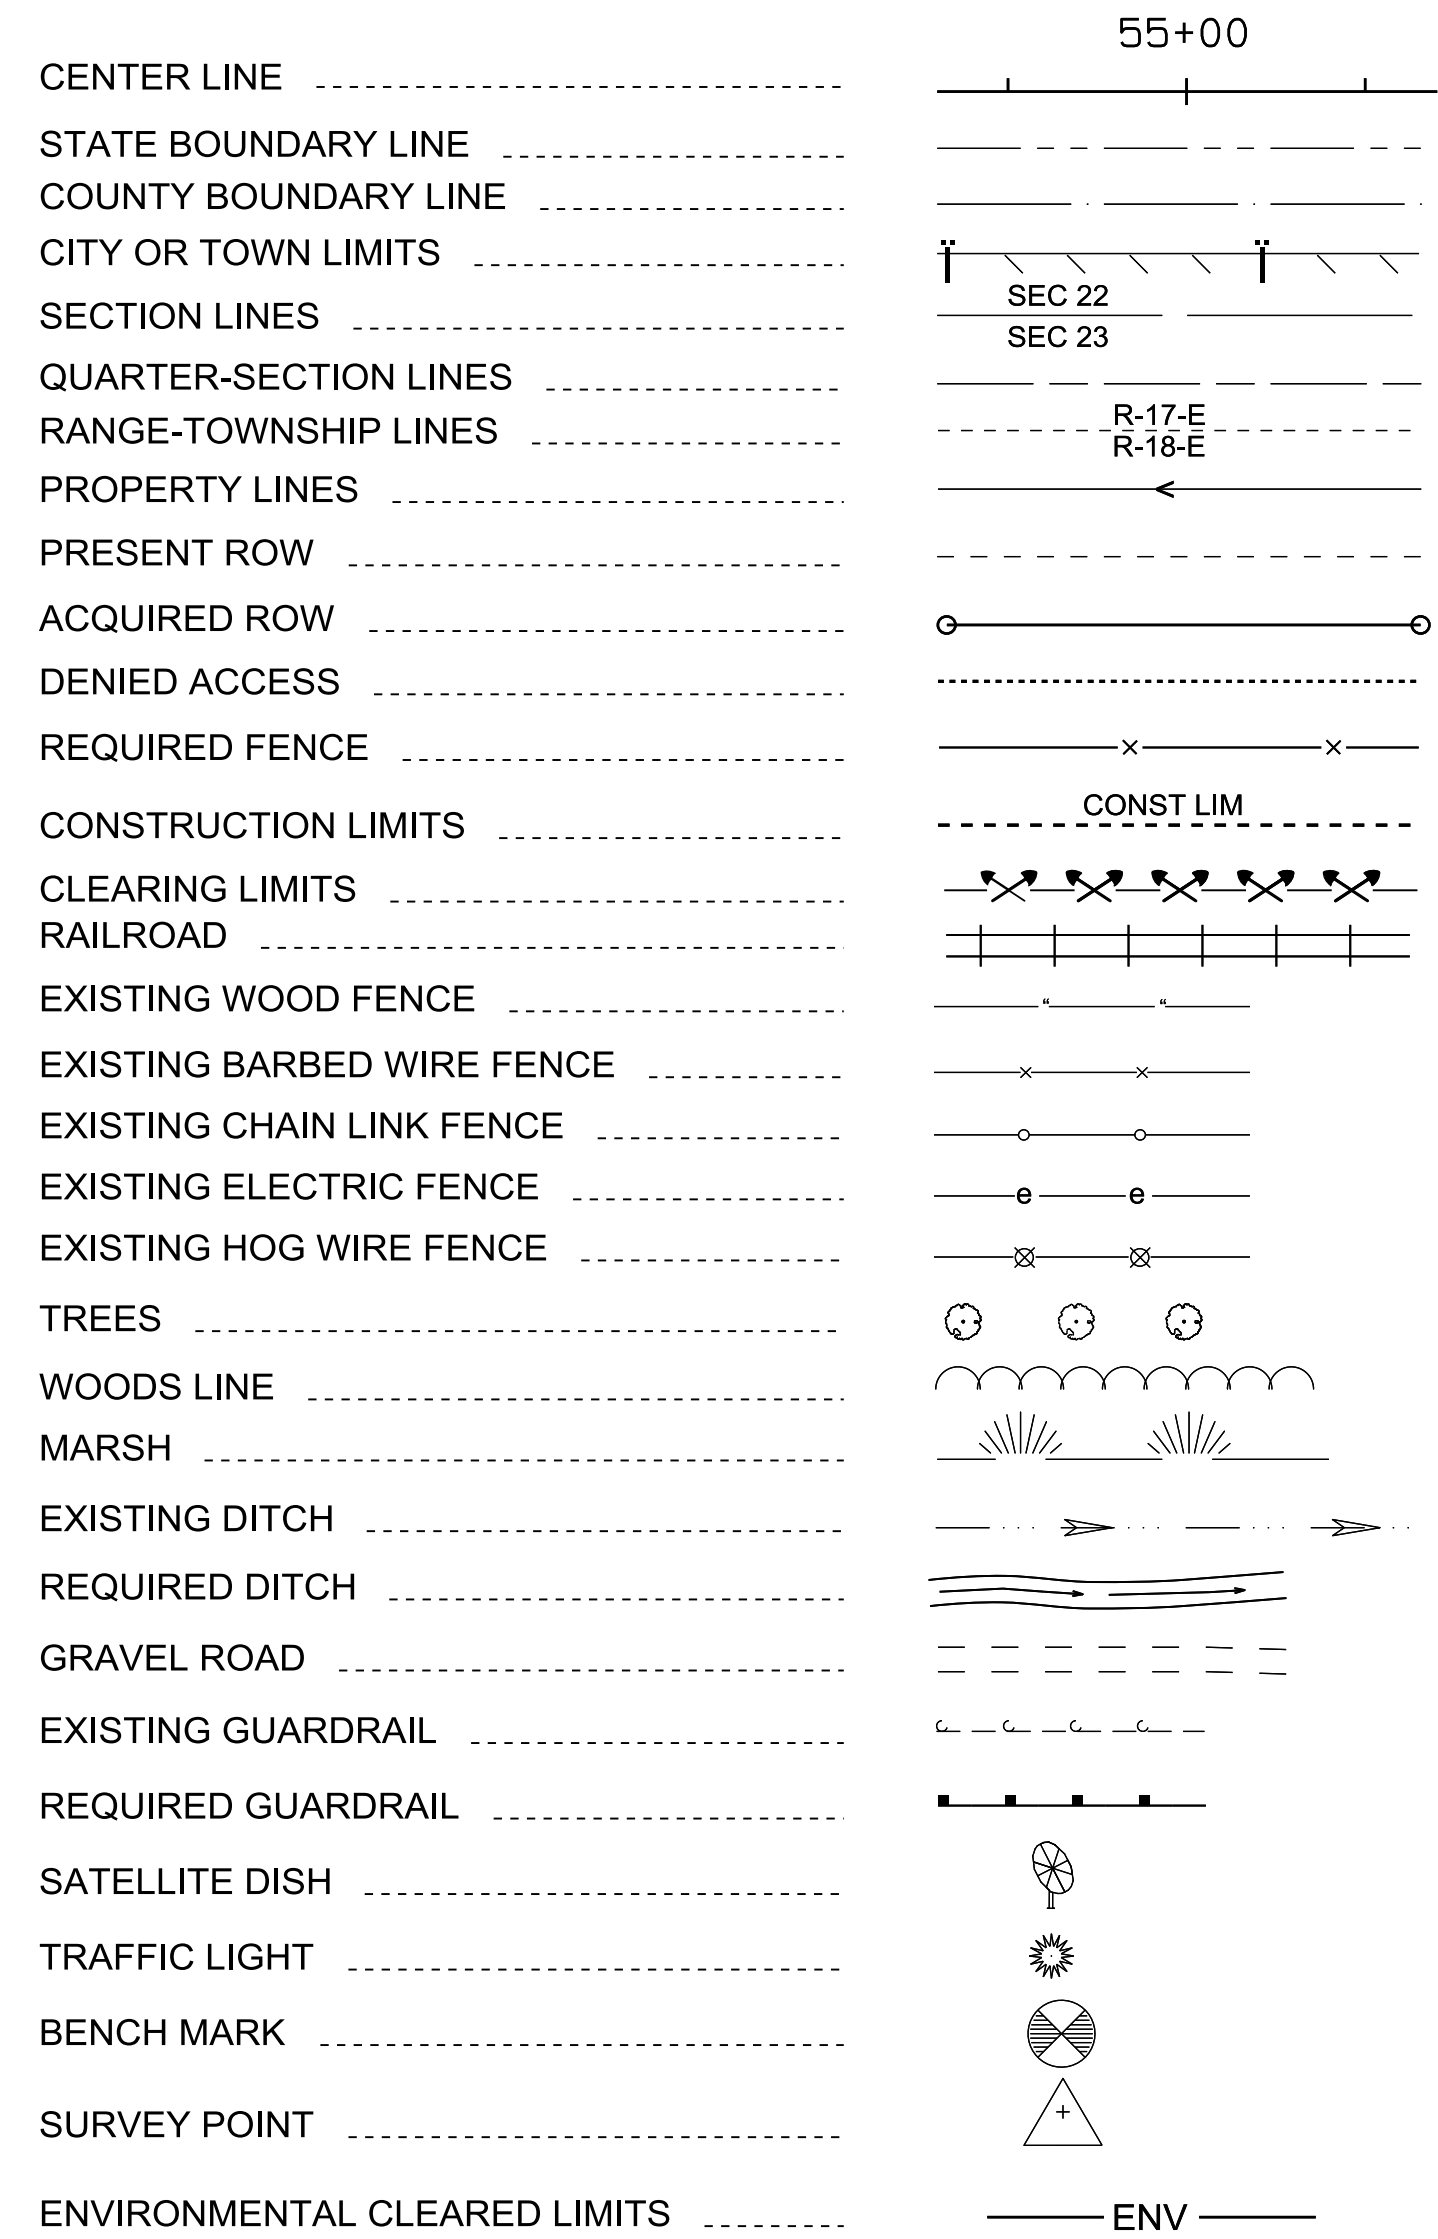 55+00
CENTER LINE
STATE BOUNDARY LINE
COUNTY BOUNDARY LINE
CITY OR TOWN LIMITS
SEC 22
SECTION LINES
SEC 23
QUARTER-SECTION LINES
R-17-E
RANGE-TOWNSHIP LINES
R-18-E
PROPERTY LINES
PRESENT ROW
ACQUIRED ROW
DENIED ACCESS
REQUIRED FENCE
CONST LIM
CONSTRUCTION LIMITS
CLEARING LIMITS
RAILROAD
EXISTING WOOD FENCE
EXISTING BARBED WIRE FENCE
EXISTING CHAIN LINK FENCE
EXISTING ELECTRIC FENCE e e
EXISTING HOG WIRE FENCE
TREES
WOODS LINE
MARSH
EXISTING DITCH
REQUIRED DITCH
GRAVEL ROAD
EXISTING GUARDRAIL
REQUIRED GUARDRAIL
SATELLITE DISH
TRAFFIC LIGHT
BENCH MARK
SURVEY POINT
ENVIRONMENTAL CLEARED LIMITS ENV